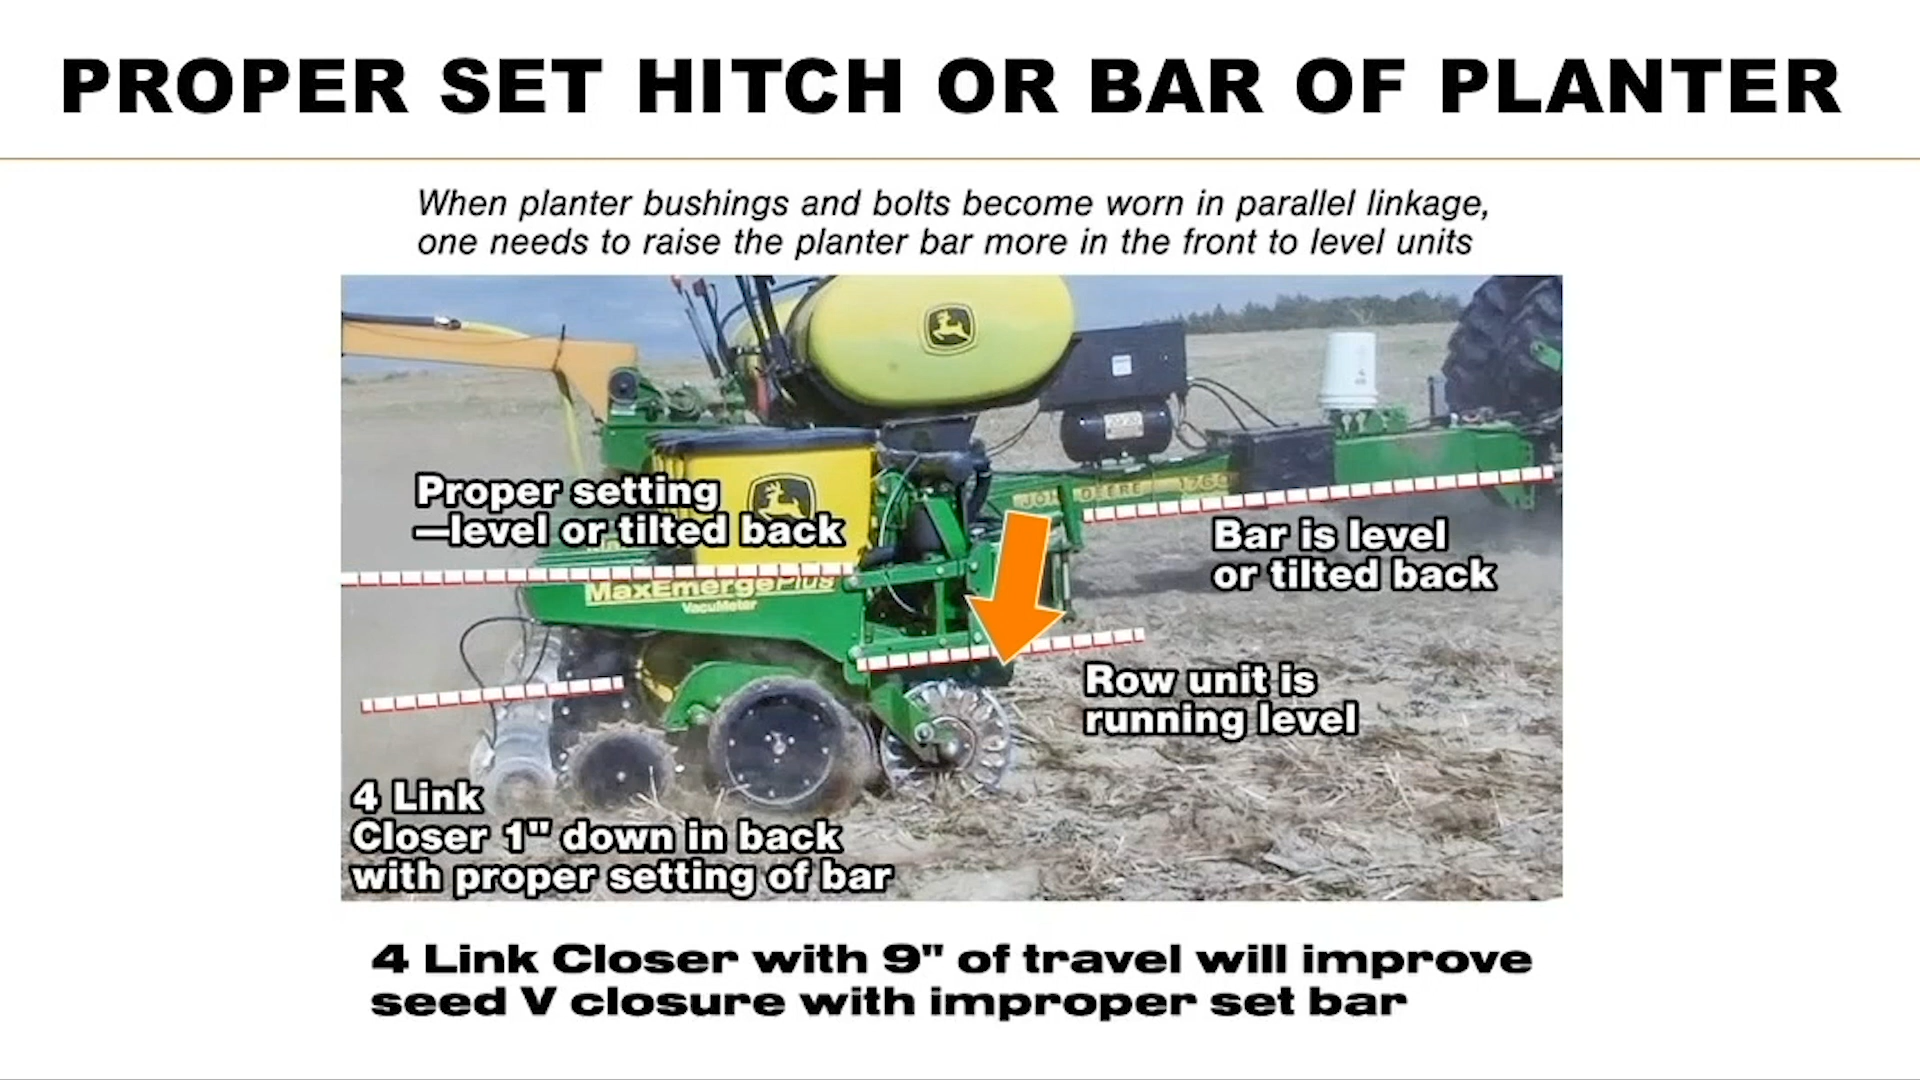 PROPER SET HITCH OR BAR OF PLANTER
When planter bushings and bolts become worn in parallel linkage,
one needs to raise the planter bar more in the front to level units
Proper setting
—level or tilted back
JOHN DEERE 1760
Bar is level
or tilted back
MaxEmergePlus
VacuMeter
Row unit is
running level
4 Link
Closer 1" down in back
with proper setting of bar
4 Link Closer with 9" of travel will improve
seed V closure with improper set bar